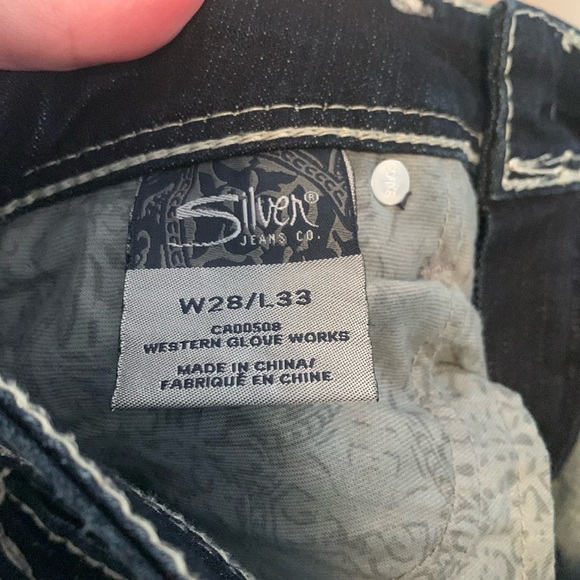 Silver®
JEANS CO.
W28/L33
CA00508
WESTERN GLOVE WORKS
MADE IN CHINA/
FABRIQUÉ EN CHINE